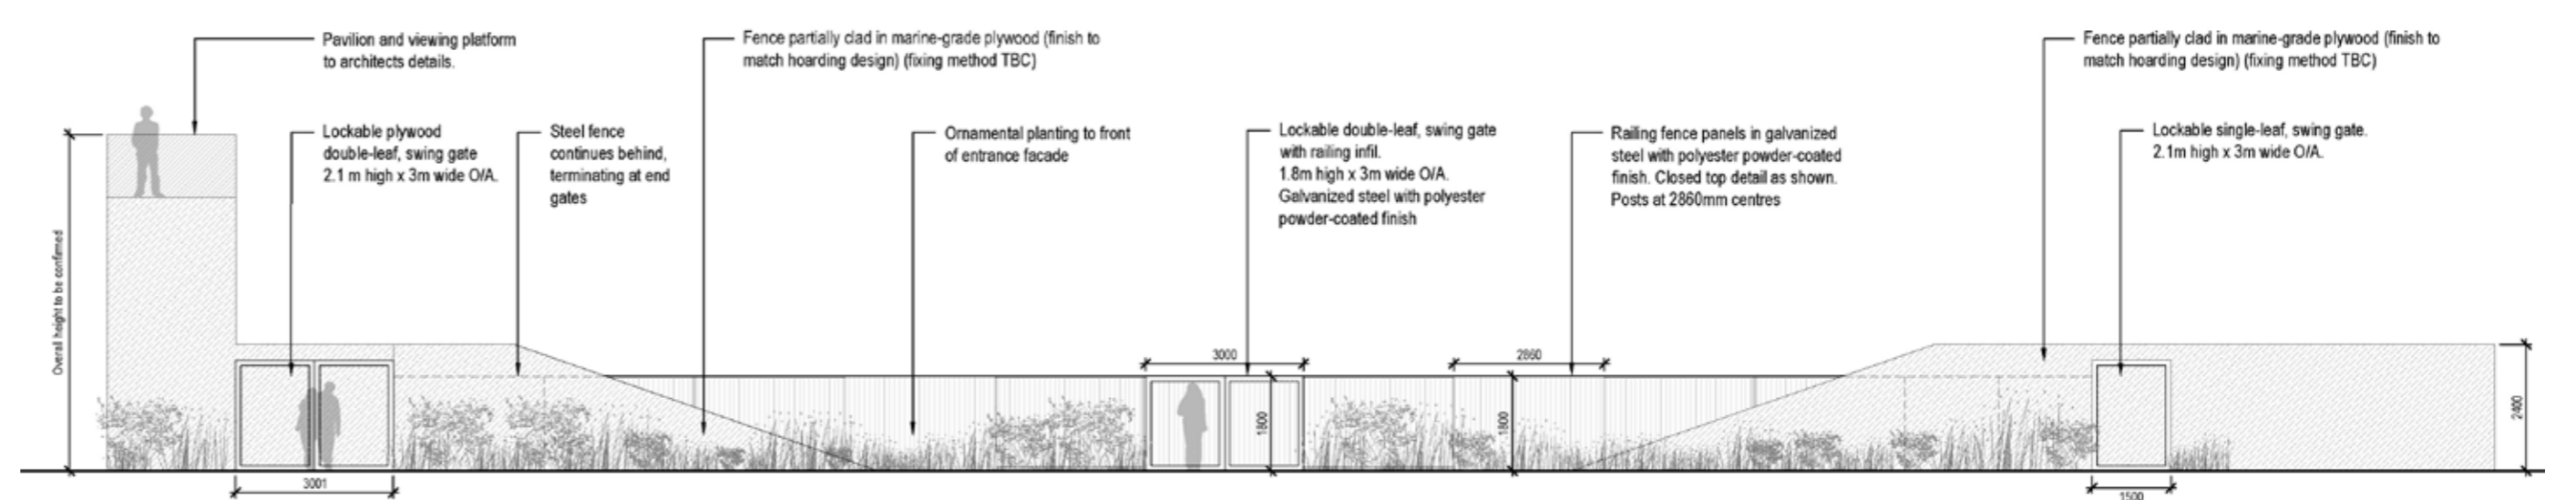 Pavilion and viewing platform
to architects details.
Fence partially clad in marine-grade plywood (finish to
match hoarding design) (fixing method TBC)
Fence partially clad in marine-grade plywood (finish to
match hoarding design) (fixing method TBC)
Lockable plywood
double-leaf, swing gate
2.1 m high x 3m wide O/A.
Steel fence
continues behind,
terminating at end
gates
Ornamental planting to front
of entrance facade
Lockable double-leaf, swing gate
with railing infil.
1.8m high x 3m wide O/A.
Galvanized steel with polyester
powder-coated finish
Railing fence panels in galvanized
steel with polyester powder-coated
finish. Closed top detail as shown.
Posts at 2860mm centres
Lockable single-leaf, swing gate.
2.1m high x 3m wide O/A.
Overall height to be confirmed
3000
2860
1800
1800
2400
3001
1500